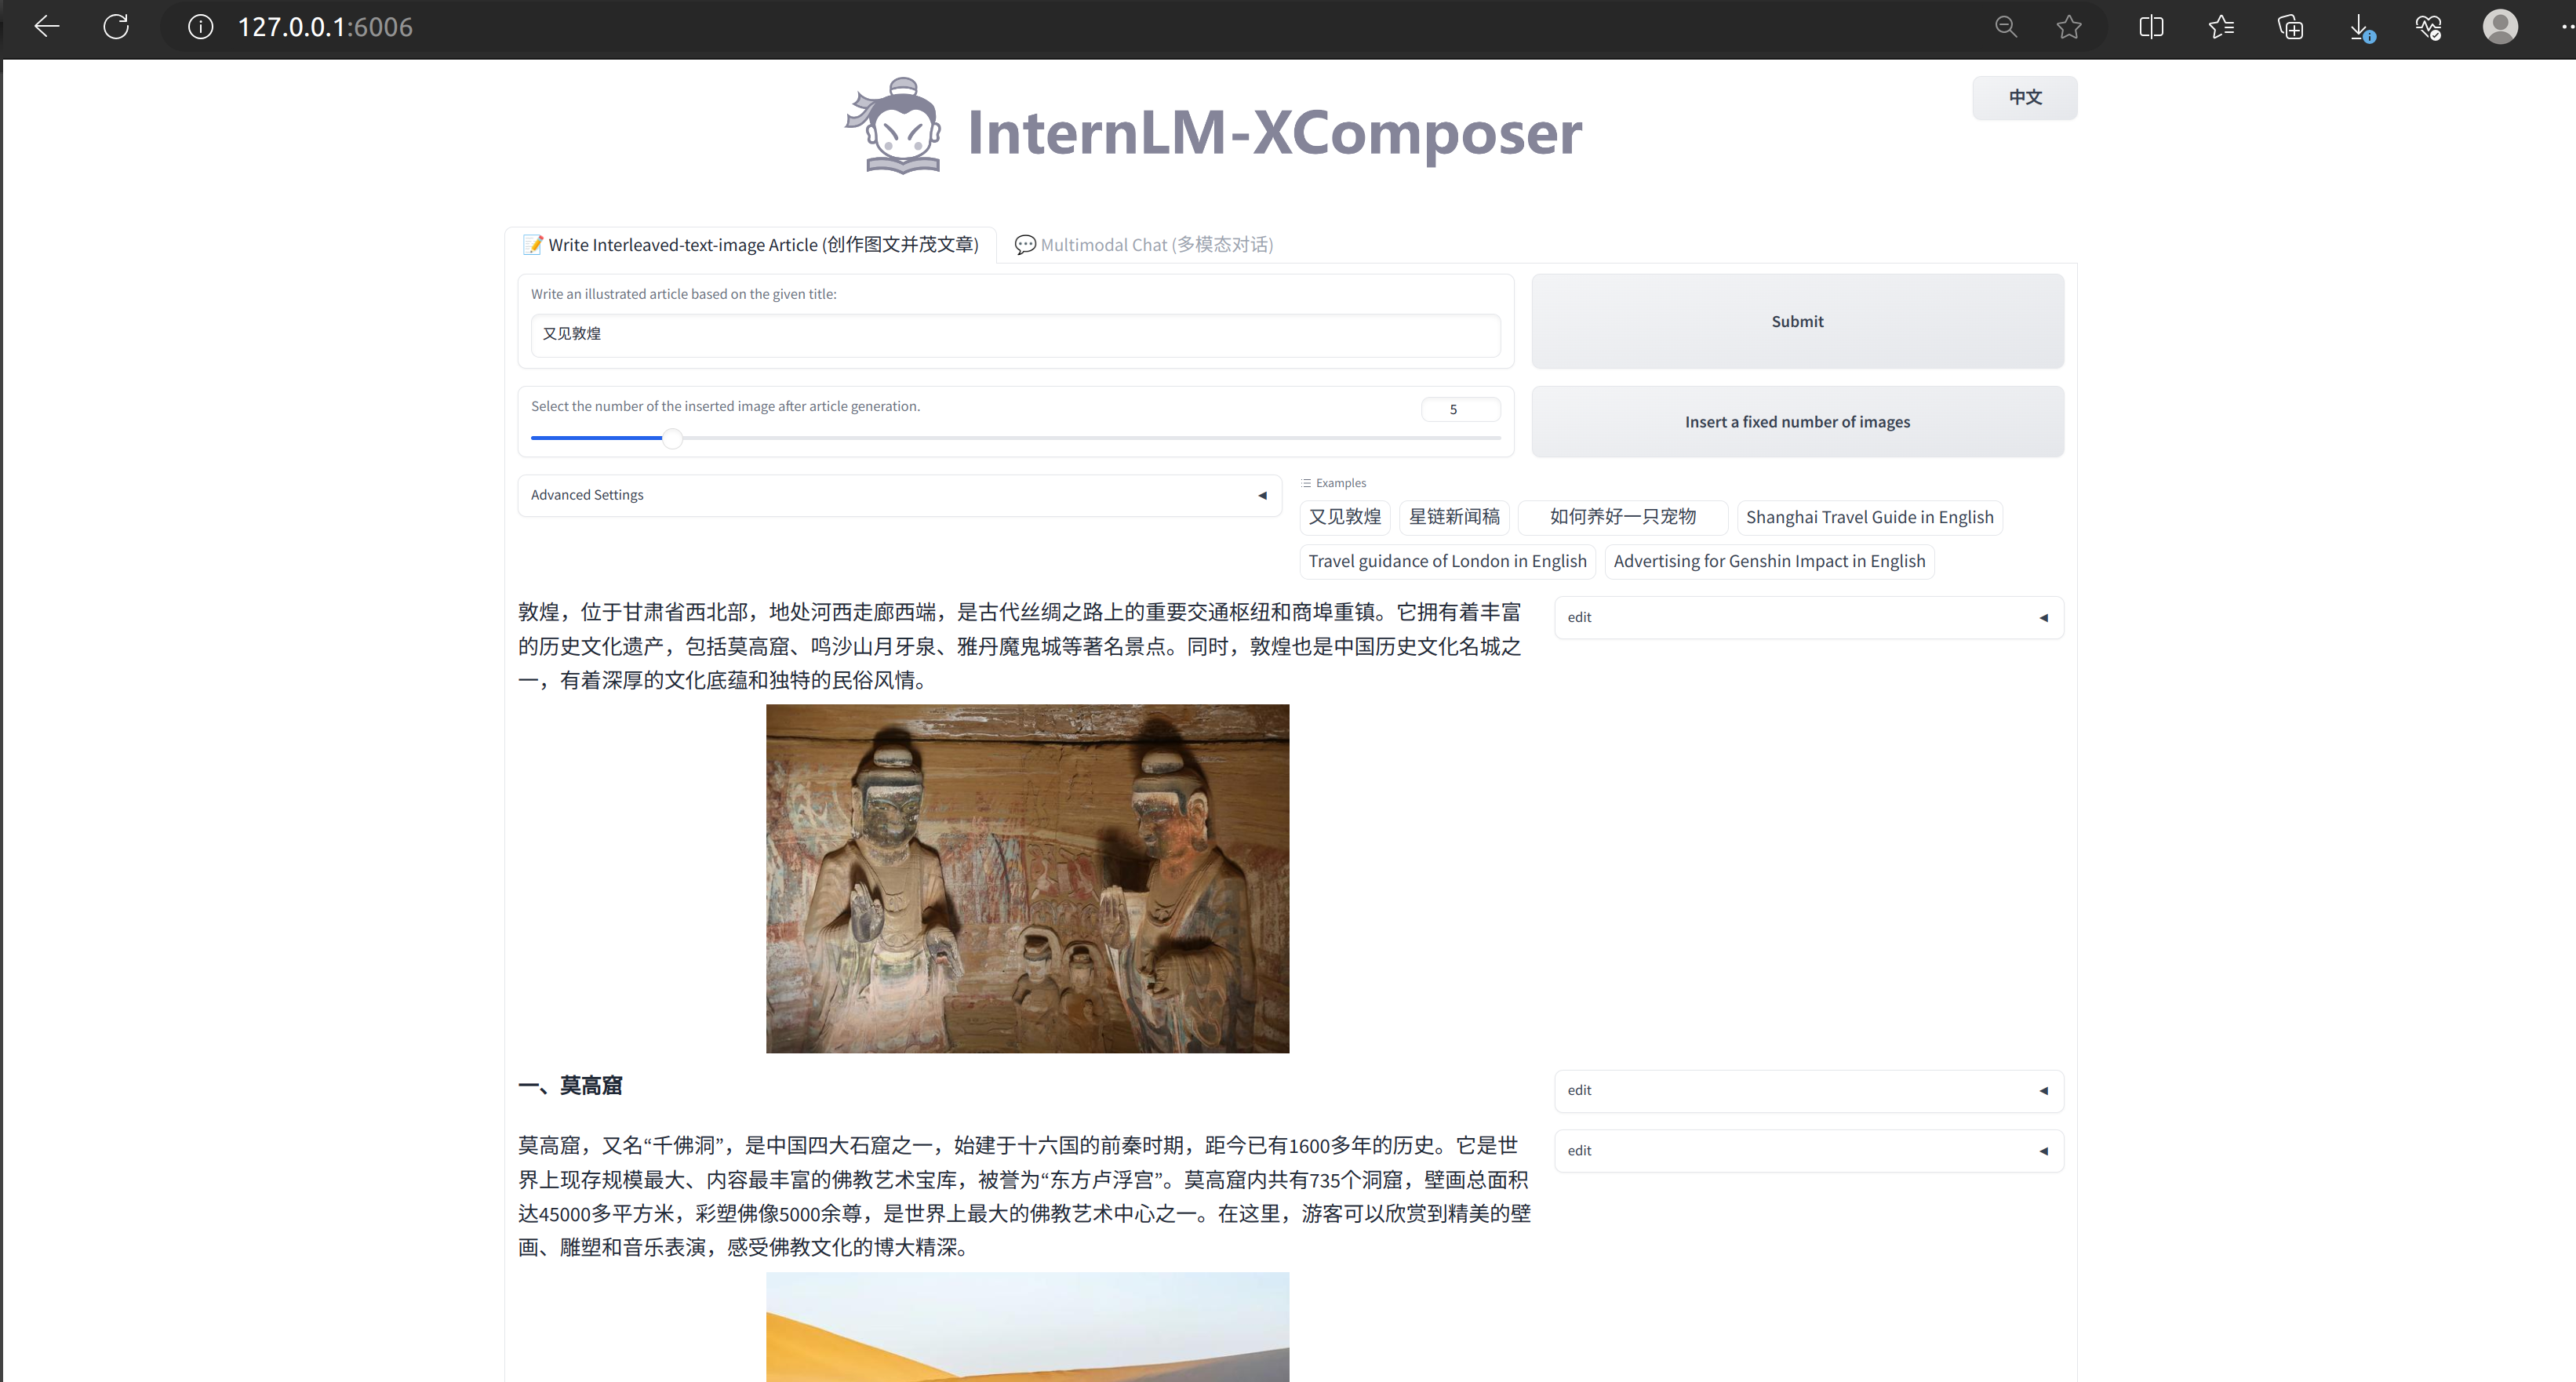 127.0.0.1:6006
InternLM-XComposer
中文
📝 Write Interleaved-text-image Article (创作图文并茂文章)
💬 Multimodal Chat (多模态对话)
Write an illustrated article based on the given title:
又见敦煌
Submit
Select the number of the inserted image after article generation.
5
Insert a fixed number of images
Advanced Settings
Examples
又见敦煌
星链新闻稿
如何养好一只宠物
Shanghai Travel Guide in English
Travel guidance of London in English
Advertising for Genshin Impact in English
敦煌，位于甘肃省西北部，地处河西走廊西端，是古代丝绸之路上的重要交通枢纽和商埠重镇。它拥有着丰富
的历史文化遗产，包括莫高窟、鸣沙山月牙泉、雅丹魔鬼城等著名景点。同时，敦煌也是中国历史文化名城之
一，有着深厚的文化底蕴和独特的民俗风情。
edit
一、莫高窟
edit
莫高窟，又名“千佛洞”，是中国四大石窟之一，始建于十六国的前秦时期，距今已有1600多年的历史。它是世
界上现存规模最大、内容最丰富的佛教艺术宝库，被誉为“东方卢浮宫”。莫高窟内共有735个洞窟，壁画总面积
达45000多平方米，彩塑佛像5000余尊，是世界上最大的佛教艺术中心之一。在这里，游客可以欣赏到精美的壁
画、雕塑和音乐表演，感受佛教文化的博大精深。
edit